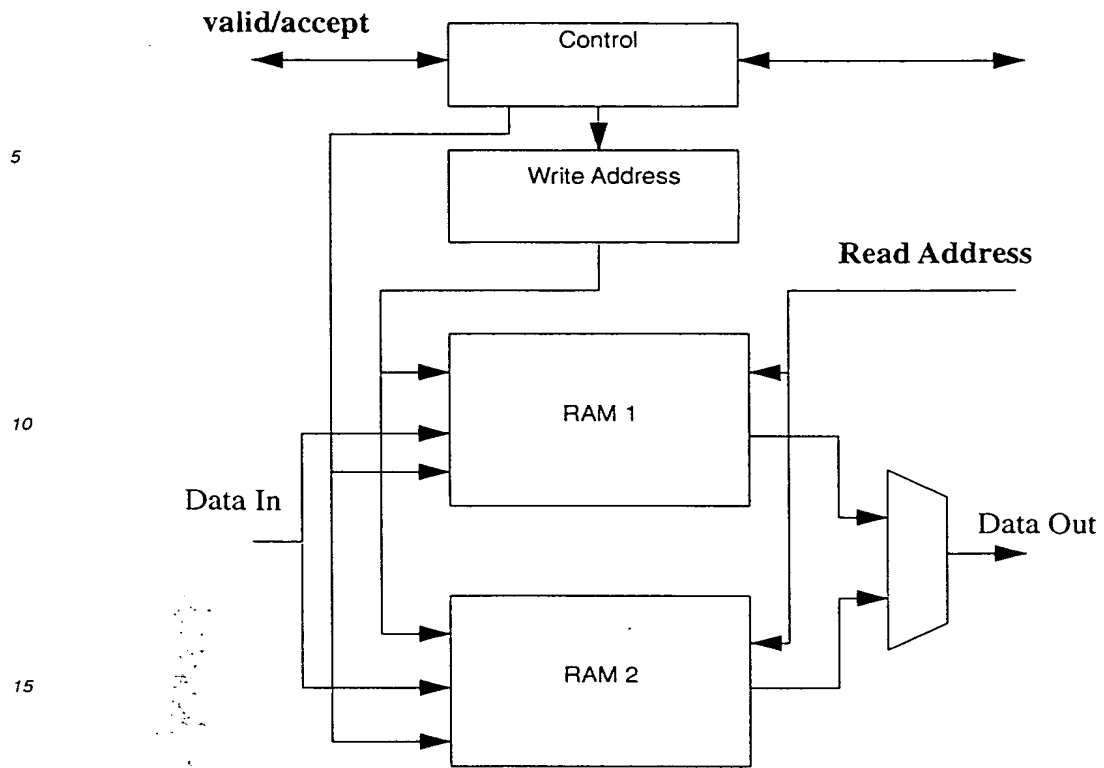 valid/accept
Control
5
Write Address
Read Address
10
RAM 1
Data In
Data Out
15
RAM 2